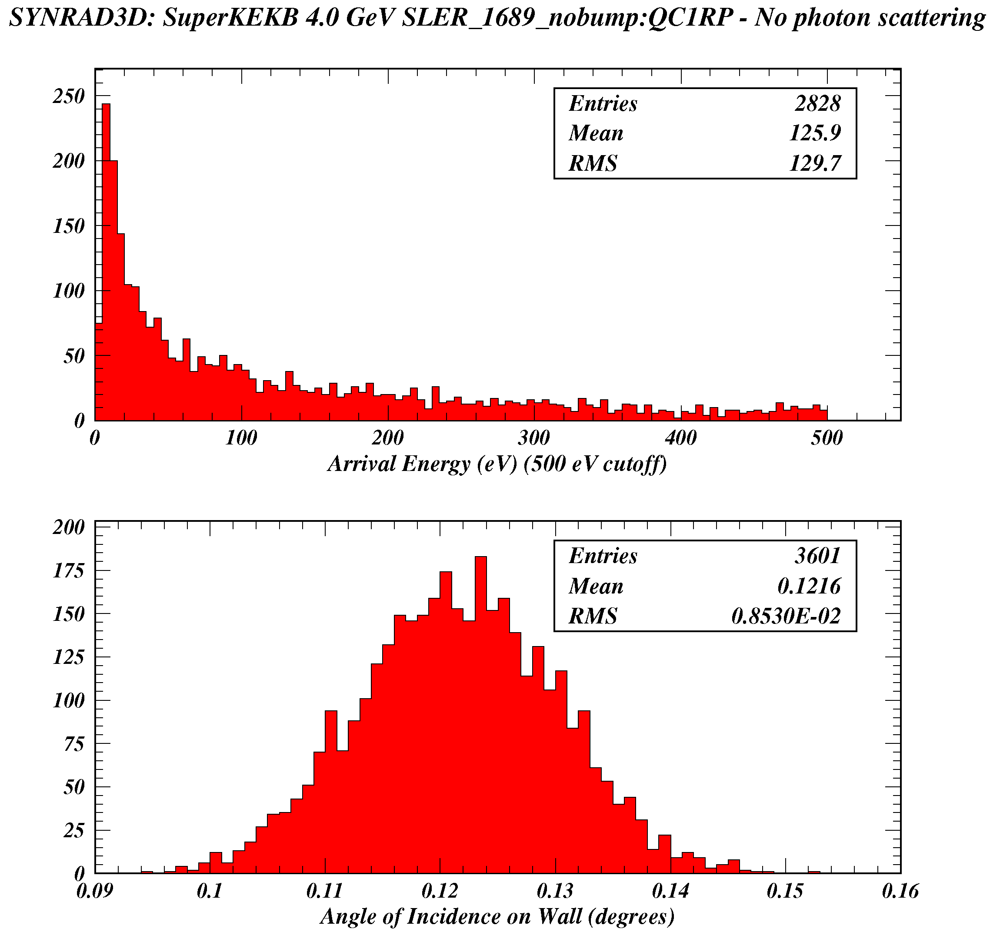 SYNRAD3D: SuperKEKB 4.0 GeV SLER_1689_nobump:QC1RP - No photon scattering
250
200
150
100
50
0
Entries 2828
Mean 125.9
RMS 129.7
0 100 200 300 400 500
Arrival Energy (eV) (500 eV cutoff)
200
175
150
125
100
75
50
25
0
Entries 3601
Mean 0.1216
RMS 0.8530E-02
0.09 0.1 0.11 0.12 0.13 0.14 0.15 0.16
Angle of Incidence on Wall (degrees)